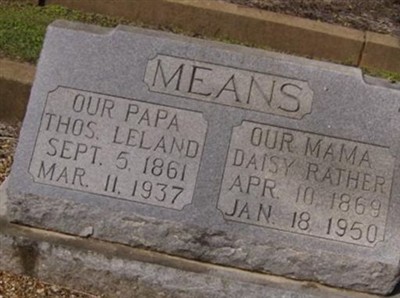 MEANS
OUR PAPA
THOS. LELAND
SEPT. 5, 1861
MAR. 11, 1937
OUR MAMA
DAISY RATHER
APR. 10, 1869
JAN. 18, 1950